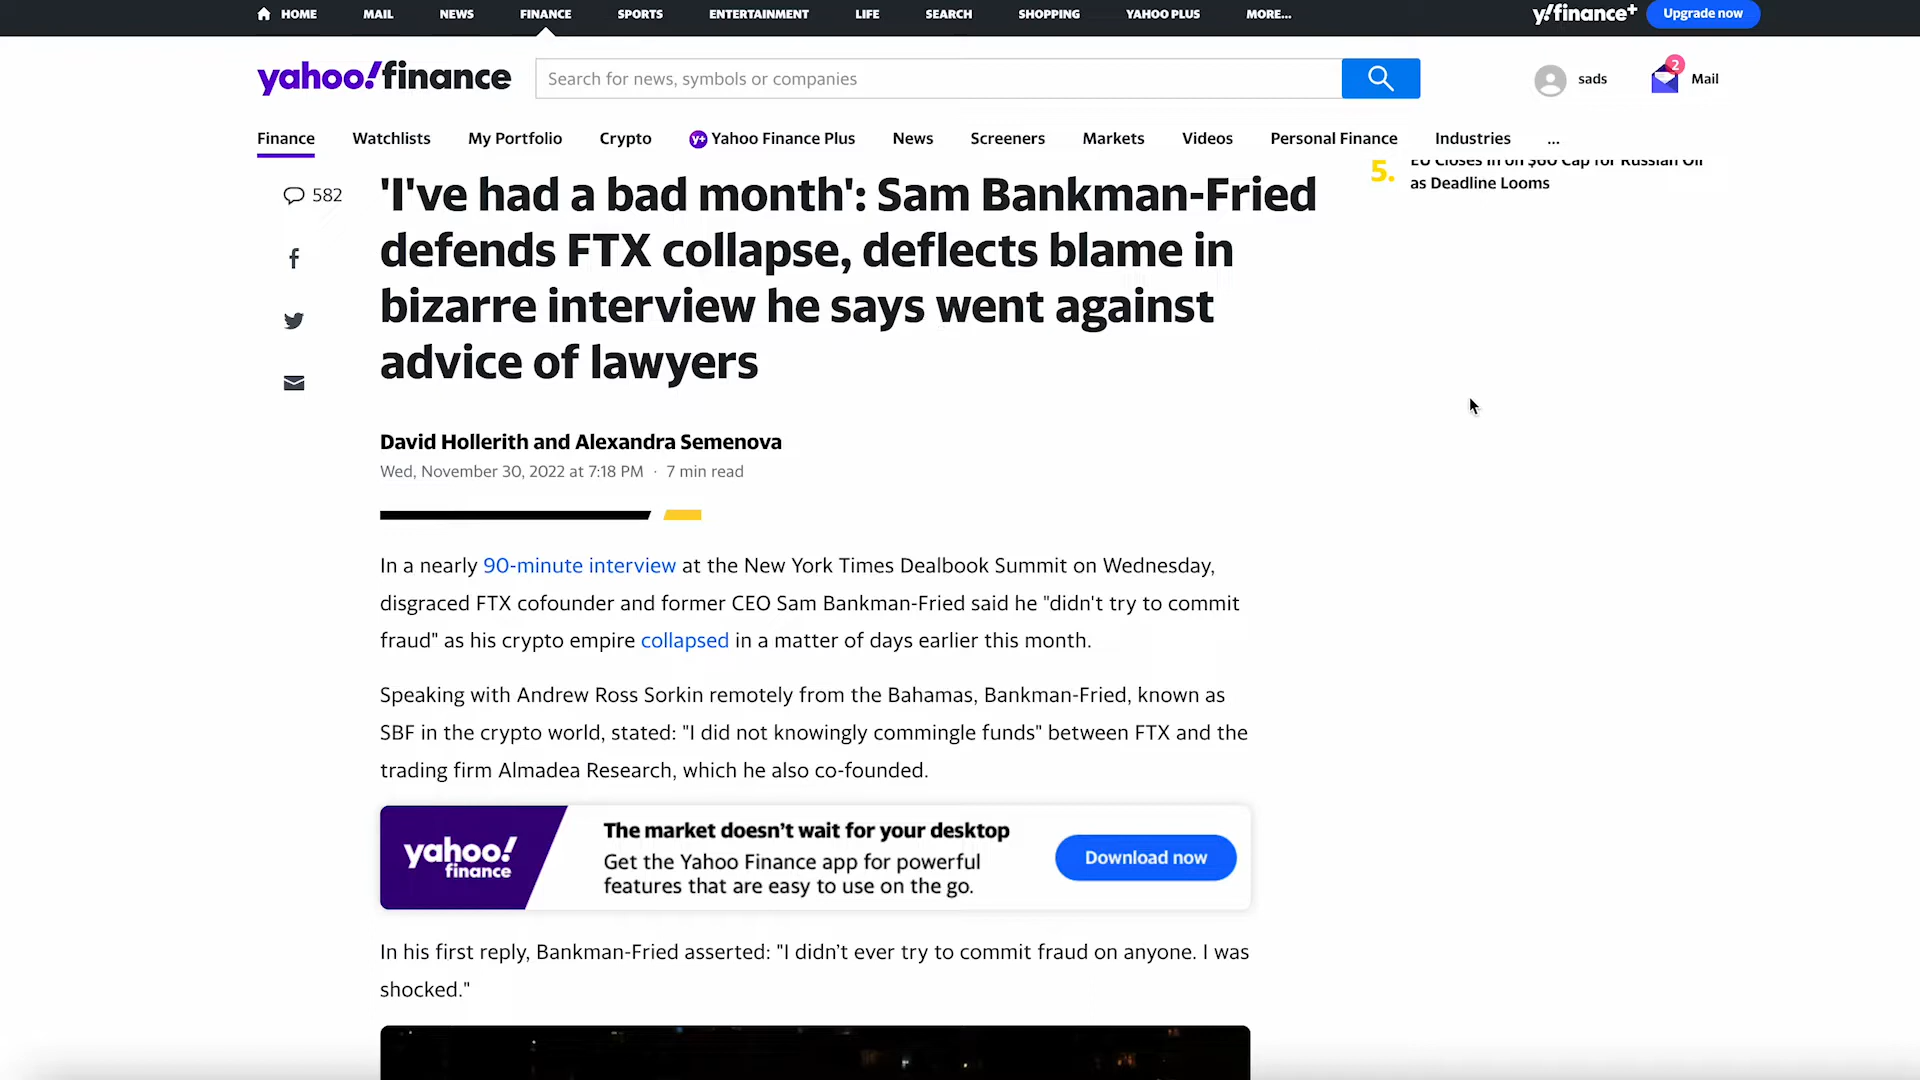 HOME MAIL NEWS FINANCE SPORTS ENTERTAINMENT LIFE SEARCH SHOPPING YAHOO PLUS MORE... y!finance+ Upgrade now
yahoo!finance Search for news, symbols or companies sads 2 Mail
Finance Watchlists My Portfolio Crypto y+ Yahoo Finance Plus News Screeners Markets Videos Personal Finance Industries ...
5. EU Closes In on $60 Cap for Russian Oil
as Deadline Looms
582
'I've had a bad month': Sam Bankman-Fried
defends FTX collapse, deflects blame in
bizarre interview he says went against
advice of lawyers
David Hollerith and Alexandra Semenova
Wed, November 30, 2022 at 7:18 PM · 7 min read
In a nearly 90-minute interview at the New York Times Dealbook Summit on Wednesday,
disgraced FTX cofounder and former CEO Sam Bankman-Fried said he "didn't try to commit
fraud" as his crypto empire collapsed in a matter of days earlier this month.
Speaking with Andrew Ross Sorkin remotely from the Bahamas, Bankman-Fried, known as
SBF in the crypto world, stated: "I did not knowingly commingle funds" between FTX and the
trading firm Almadea Research, which he also co-founded.
yahoo!
finance
The market doesn't wait for your desktop
Get the Yahoo Finance app for powerful
features that are easy to use on the go.
Download now
In his first reply, Bankman-Fried asserted: "I didn't ever try to commit fraud on anyone. I was
shocked."